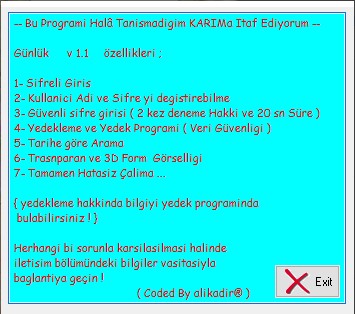 -- Bu Programi Halâ Tanismadigim KARIMa Itaf Ediyorum --
Günlük v 1.1 özellikleri ;
1- Sifreli Giris
2- Kullanici Adi ve Sifre yi degistirebilme
3- Güvenli sifre girisi ( 2 kez deneme Hakki ve 20 sn Süre )
4- Yedekleme ve Yedek Programi ( Veri Güvenligi )
5- Tarihe göre Arama
6- Trasnparan ve 3D Form Görselligi
7- Tamamen Hatasiz Çalima ...
{ yedekleme hakkinda bilgiyi yedek programinda
bulabilirsiniz ! }
Herhangi bi sorunla karsilasilmasi halinde
iletisim bölümündeki bilgiler vasitasiyla
baglantiya geçin !
( Coded By alikadir® )
Exit